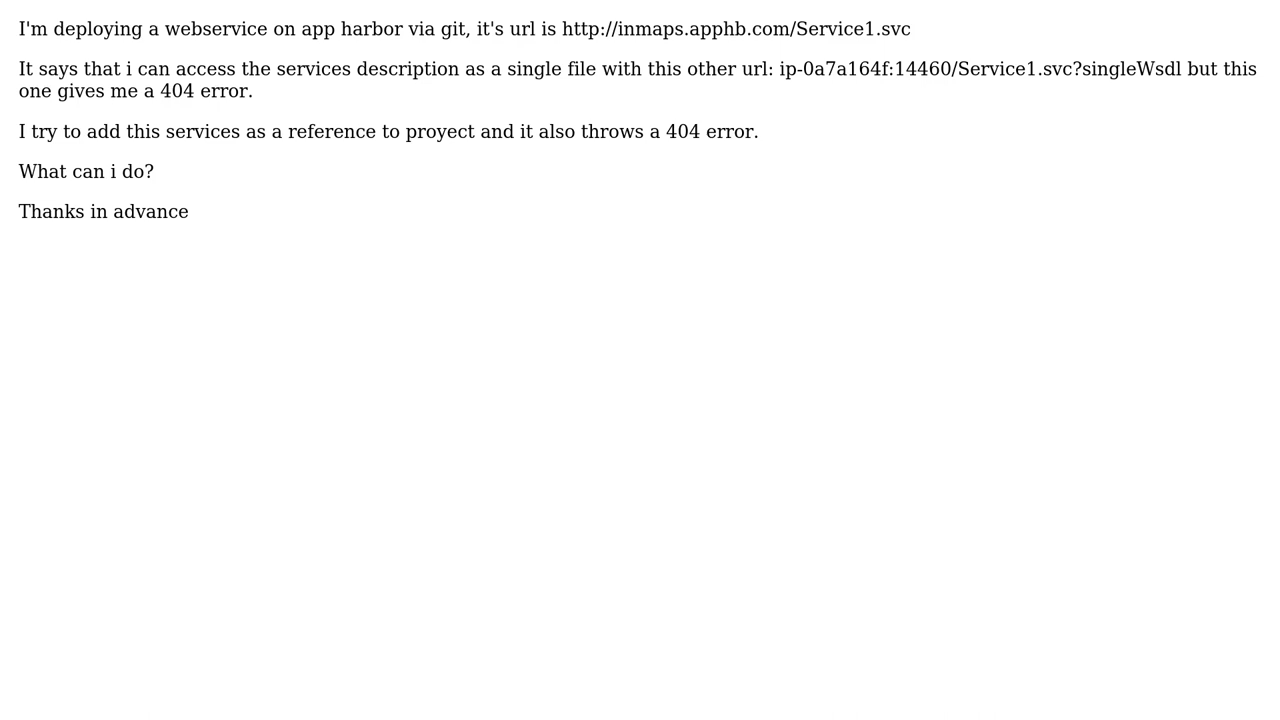 I'm deploying a webservice on app harbor via git, it's url is http://inmaps.apphb.com/Service1.svc
It says that i can access the services description as a single file with this other url: ip-0a7a164f:14460/Service1.svc?singleWsdl but this
one gives me a 404 error.
I try to add this services as a reference to proyect and it also throws a 404 error.
What can i do?
Thanks in advance